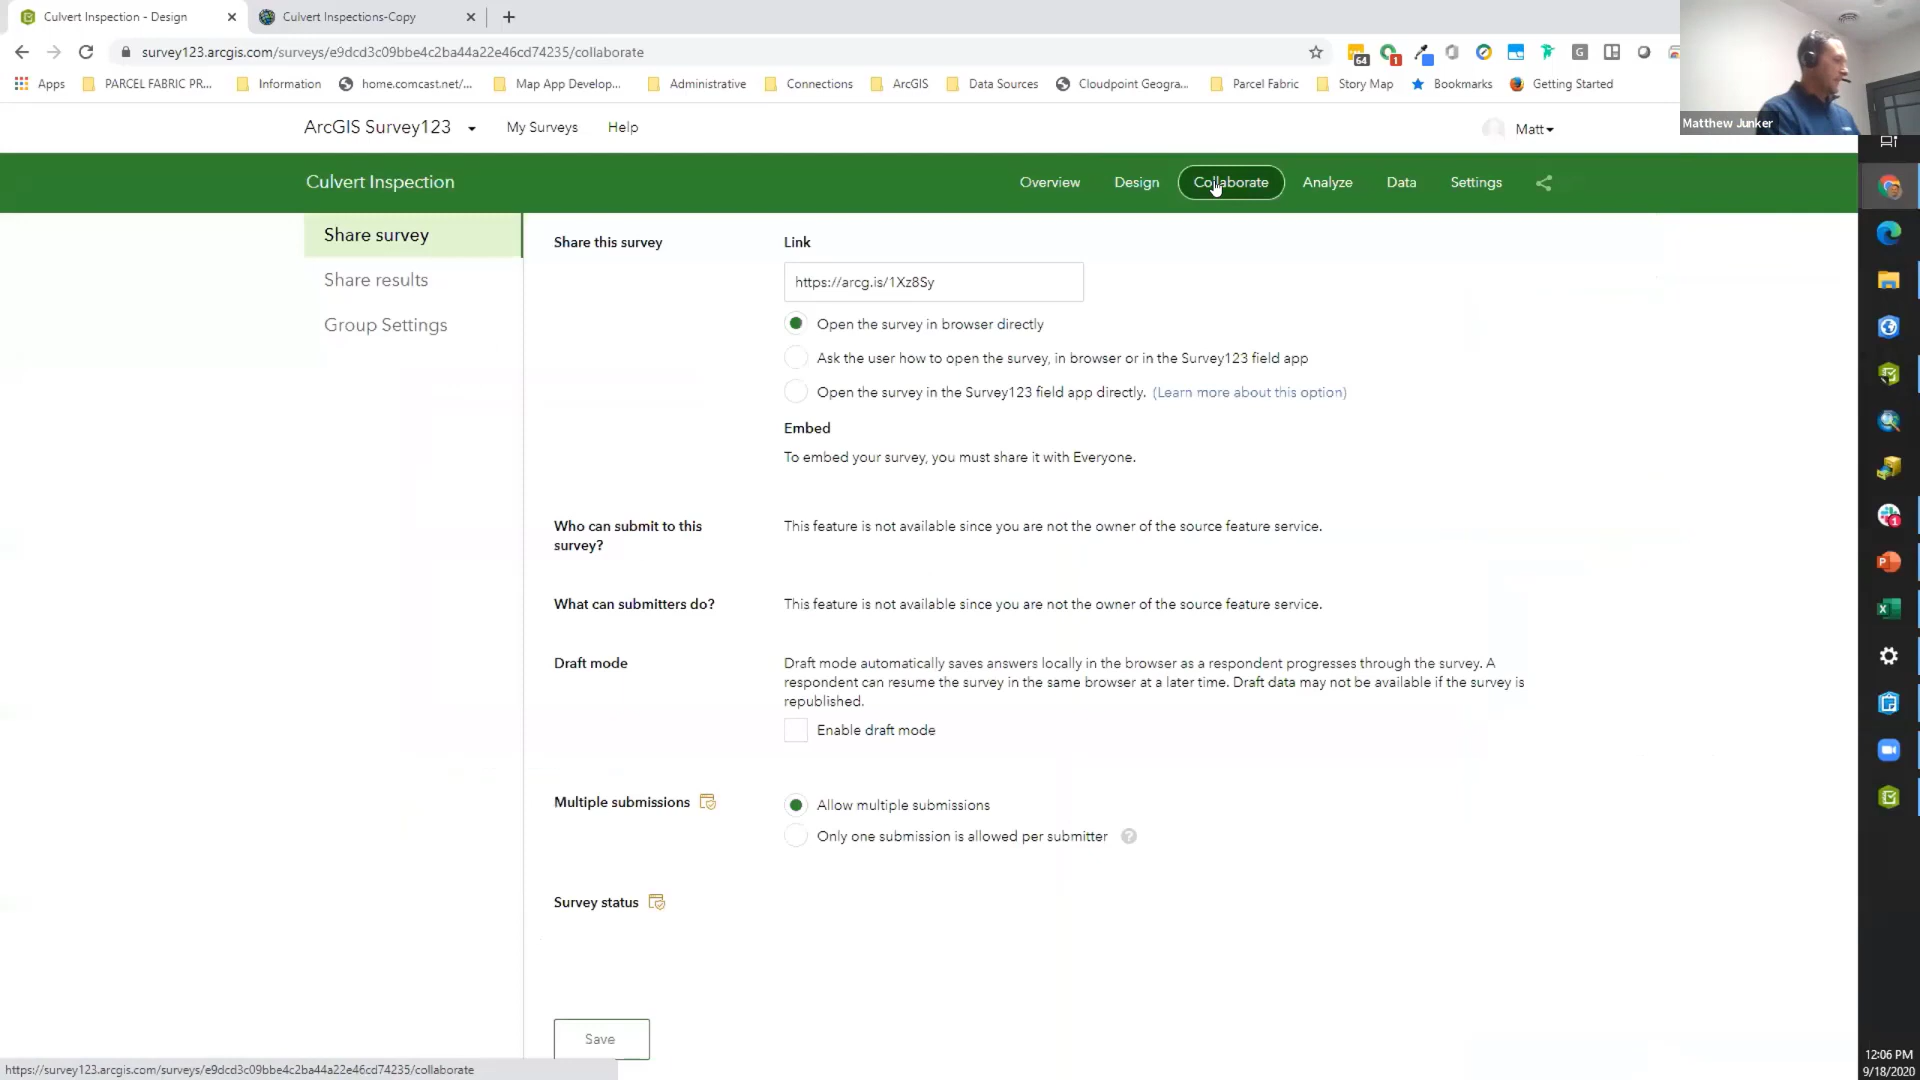 Culvert Inspection - Design
Culvert Inspections-Copy
survey123.arcgis.com/surveys/e9dcd3c09bbe4c2ba44a22e46cd74235/collaborate
64
1
G
Apps
PARCEL FABRIC PR...
Information
home.comcast.net/...
Map App Develop...
Administrative
Connections
ArcGIS
Data Sources
Cloudpoint Geogra...
Parcel Fabric
Story Map
Bookmarks
Getting Started
Matthew Junker
ArcGIS Survey123
My Surveys
Help
Matt
Culvert Inspection
Overview
Design
Collaborate
Analyze
Data
Settings
Share survey
Share results
Group Settings
Share this survey
Link
https://arcg.is/1Xz8Sy
Open the survey in browser directly
Ask the user how to open the survey, in browser or in the Survey123 field app
Open the survey in the Survey123 field app directly. (Learn more about this option)
Embed
To embed your survey, you must share it with Everyone.
Who can submit to this
survey?
This feature is not available since you are not the owner of the source feature service.
What can submitters do?
This feature is not available since you are not the owner of the source feature service.
Draft mode
Draft mode automatically saves answers locally in the browser as a respondent progresses through the survey. A
respondent can resume the survey in the same browser at a later time. Draft data may not be available if the survey is
republished.
Enable draft mode
Multiple submissions
Allow multiple submissions
Only one submission is allowed per submitter ?
Survey status
Save
https://survey123.arcgis.com/surveys/e9dcd3c09bbe4c2ba44a22e46cd74235/collaborate
1
P
X
12:06 PM
9/18/2020